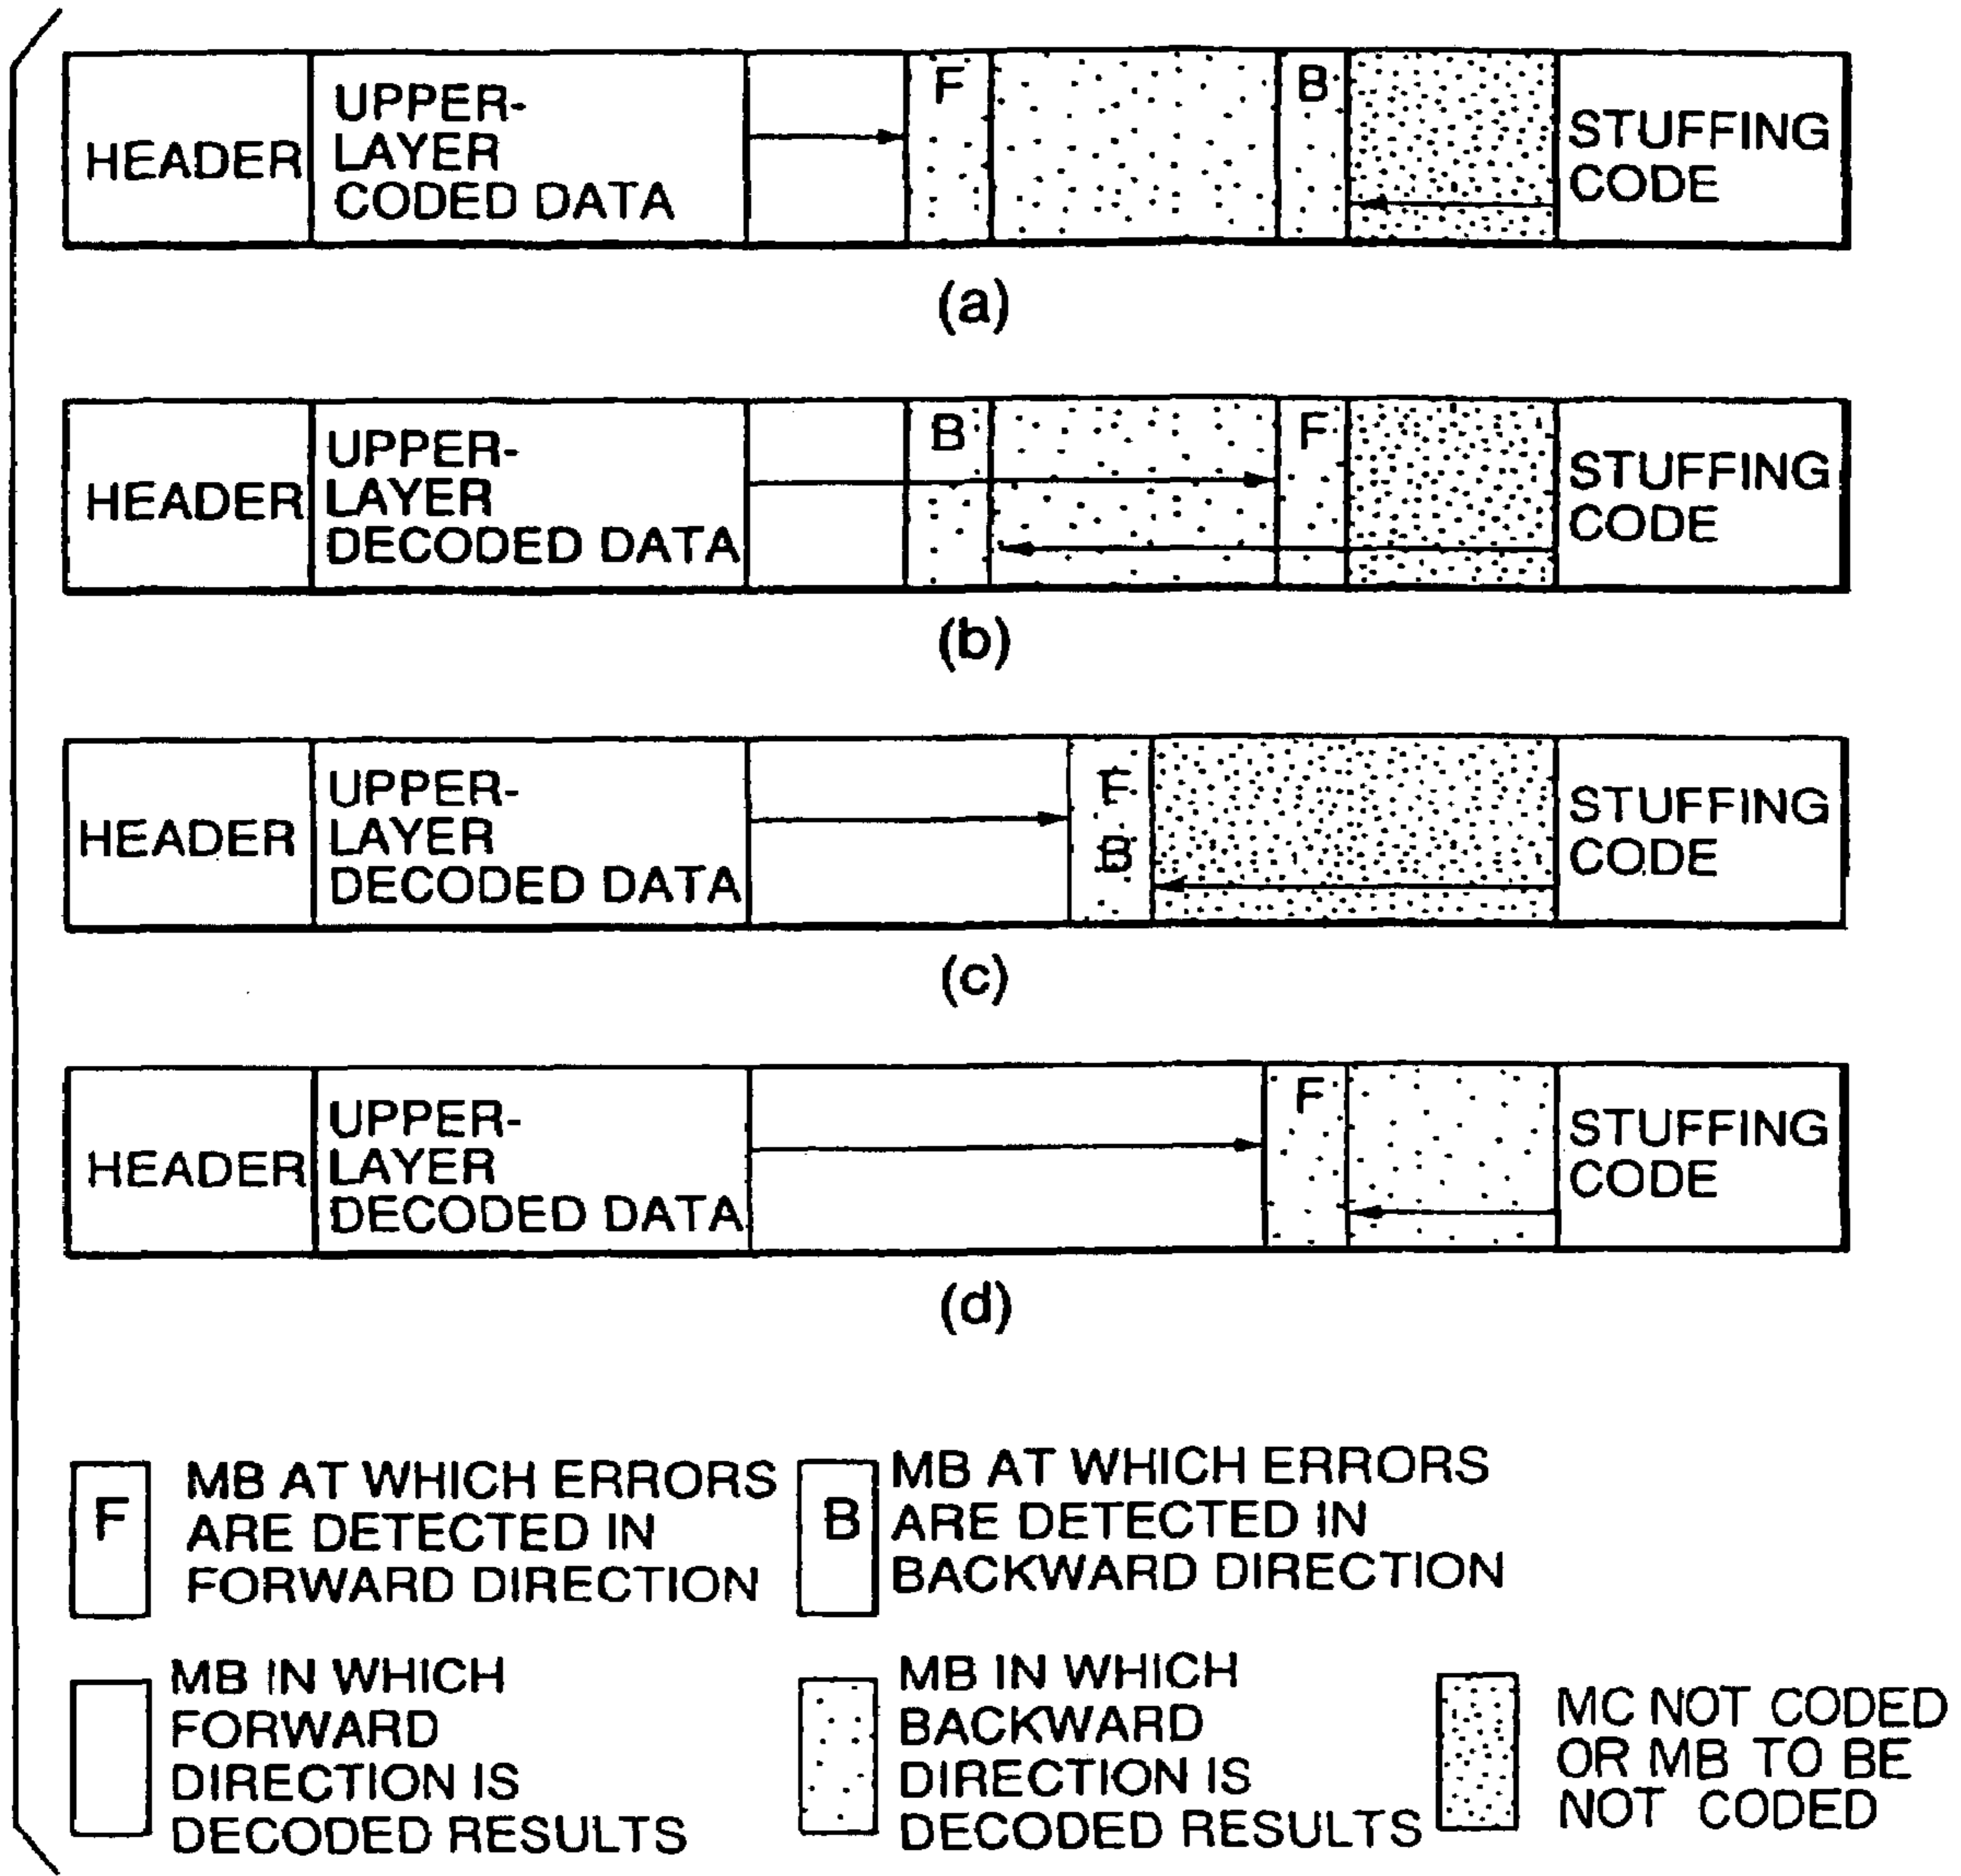 HEADER
UPPER-
LAYER
CODED DATA
F
B
STUFFING
CODE
(a)
HEADER
UPPER-
LAYER
DECODED DATA
B
F
STUFFING
CODE
(b)
HEADER
UPPER-
LAYER
DECODED DATA
F
B
STUFFING
CODE
(c)
HEADER
UPPER-
LAYER
DECODED DATA
F
STUFFING
CODE
(d)
F
MB AT WHICH ERRORS
ARE DETECTED IN
FORWARD DIRECTION
B
MB AT WHICH ERRORS
ARE DETECTED IN
BACKWARD DIRECTION
MB IN WHICH
FORWARD
DIRECTION IS
DECODED RESULTS
MB IN WHICH
BACKWARD
DIRECTION IS
DECODED RESULTS
MC NOT CODED
OR MB TO BE
NOT CODED